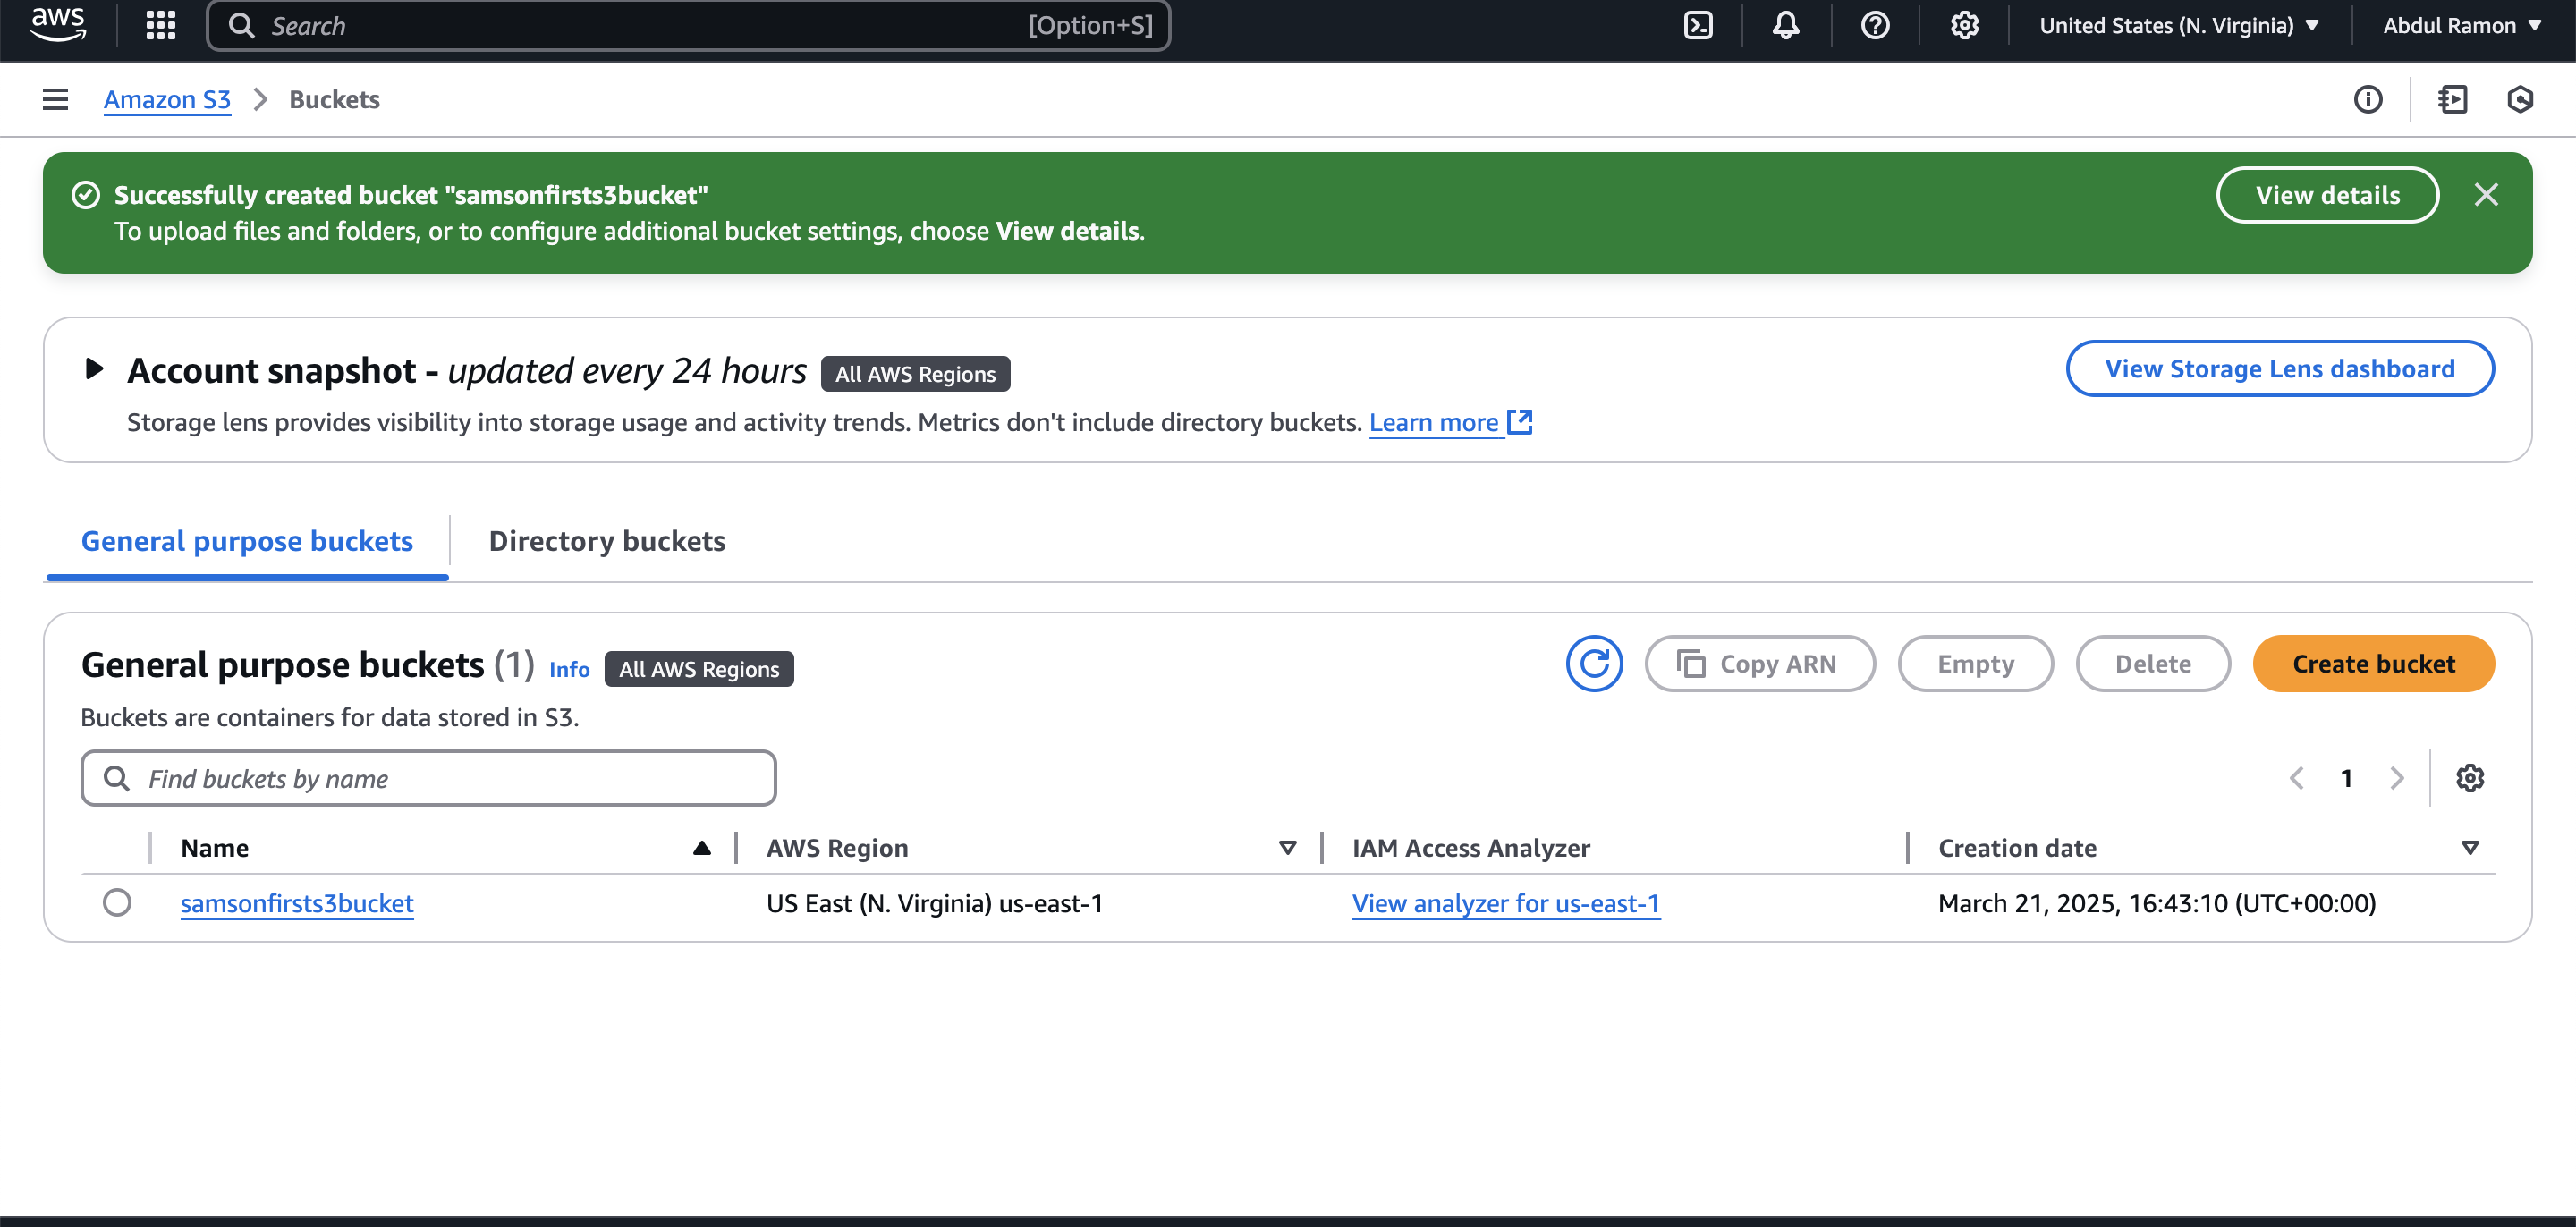 aws
Search [Option+S] United States (N. Virginia) Abdul Ramon
Amazon S3 Buckets
Successfully created bucket "samsonfirsts3bucket" View details
To upload files and folders, or to configure additional bucket settings, choose View details.
Account snapshot - updated every 24 hours All AWS Regions View Storage Lens dashboard
Storage lens provides visibility into storage usage and activity trends. Metrics don't include directory buckets. Learn more
General purpose buckets Directory buckets
General purpose buckets (1) Info All AWS Regions Copy ARN Empty Delete Create bucket
Buckets are containers for data stored in S3.
Find buckets by name 1
Name AWS Region IAM Access Analyzer Creation date
samsonfirsts3bucket US East (N. Virginia) us-east-1 View analyzer for us-east-1 March 21, 2025, 16:43:10 (UTC+00:00)